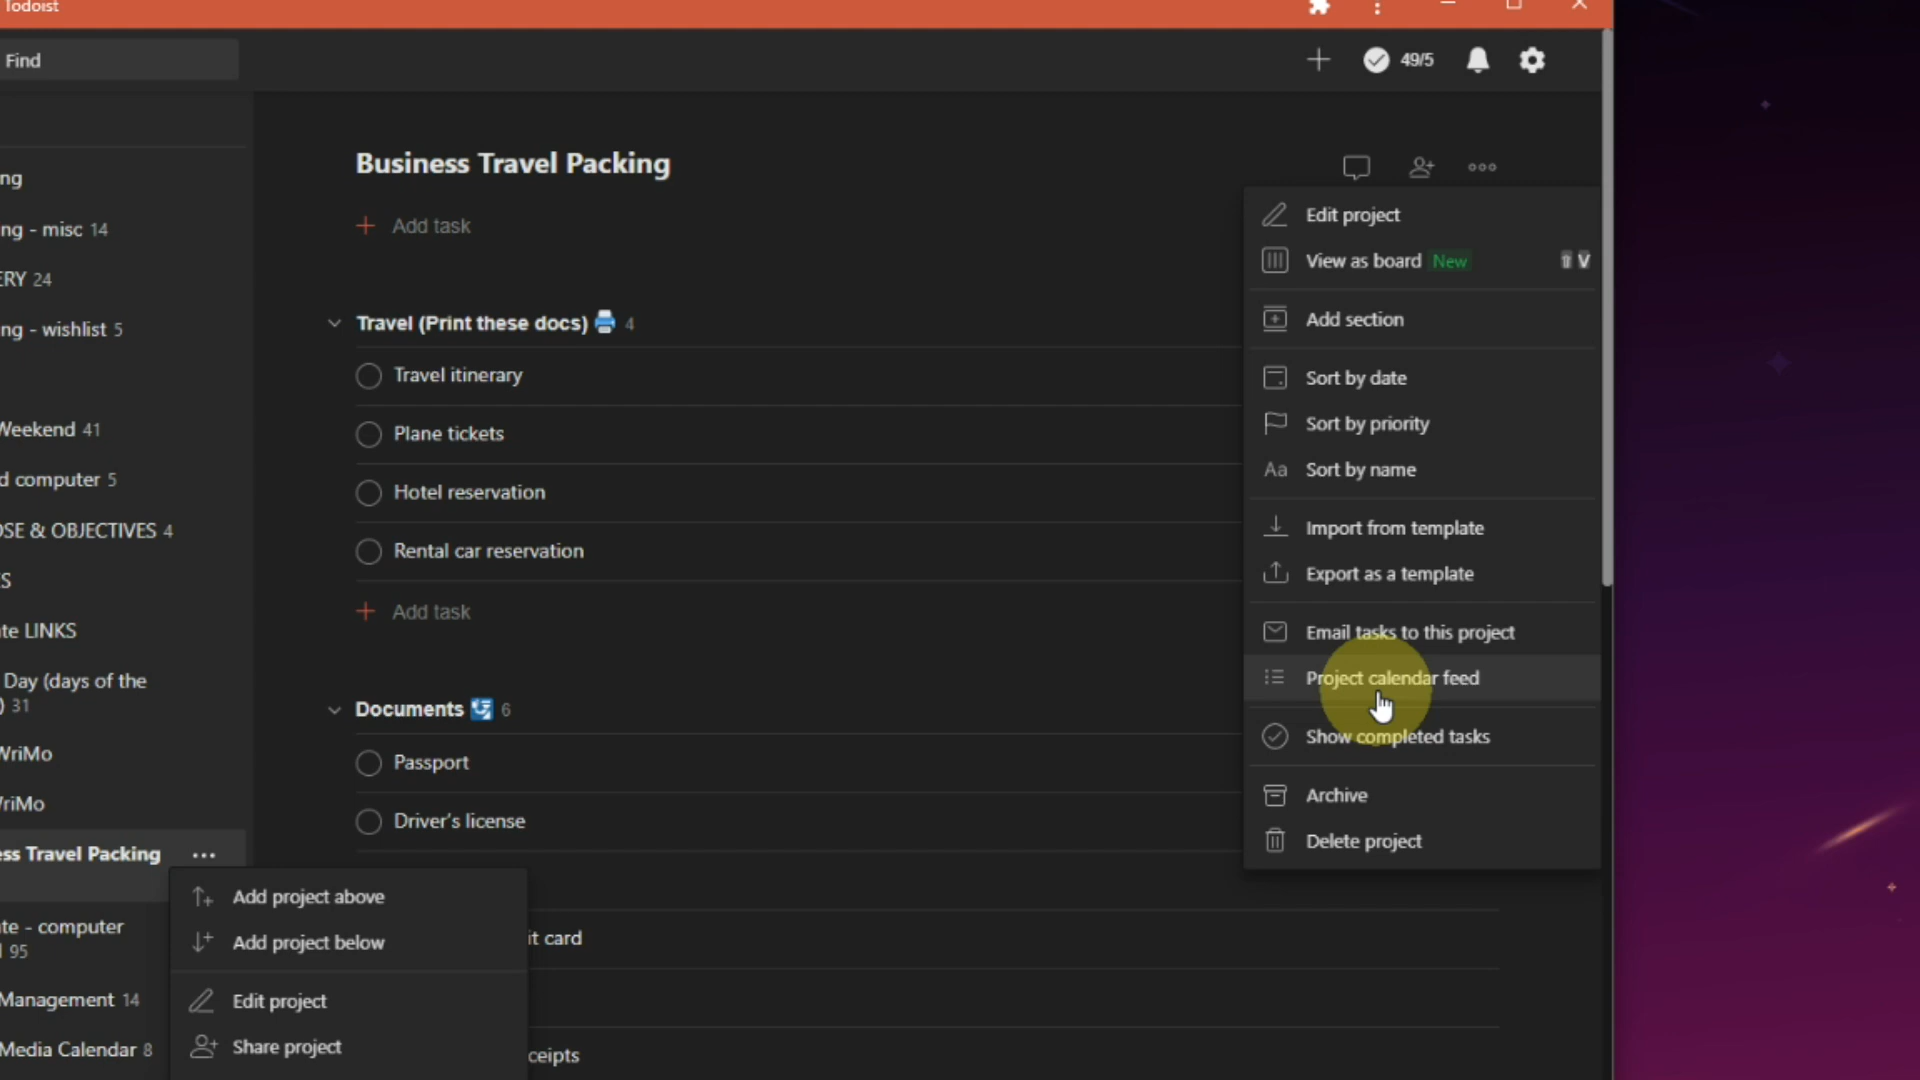 Todoist
Find
49/5
ng
ng - misc 14
ERY 24
ng - wishlist 5
Weekend 41
d computer 5
OSE & OBJECTIVES 4
S
te LINKS
Day (days of the
) 31
WriMo
WriMo
ess Travel Packing
te - computer
95
Management 14
Media Calendar 8
Business Travel Packing
Add task
Travel (Print these docs) 4
Travel itinerary
Plane tickets
Hotel reservation
Rental car reservation
Add task
Documents 6
Passport
Driver's license
it card
ceipts
Add project above
Add project below
Edit project
Share project
Edit project
View as board New ⇧ V
Add section
Sort by date
Sort by priority
Aa Sort by name
Import from template
Export as a template
Email tasks to this project
Project calendar feed
Show completed tasks
Archive
Delete project